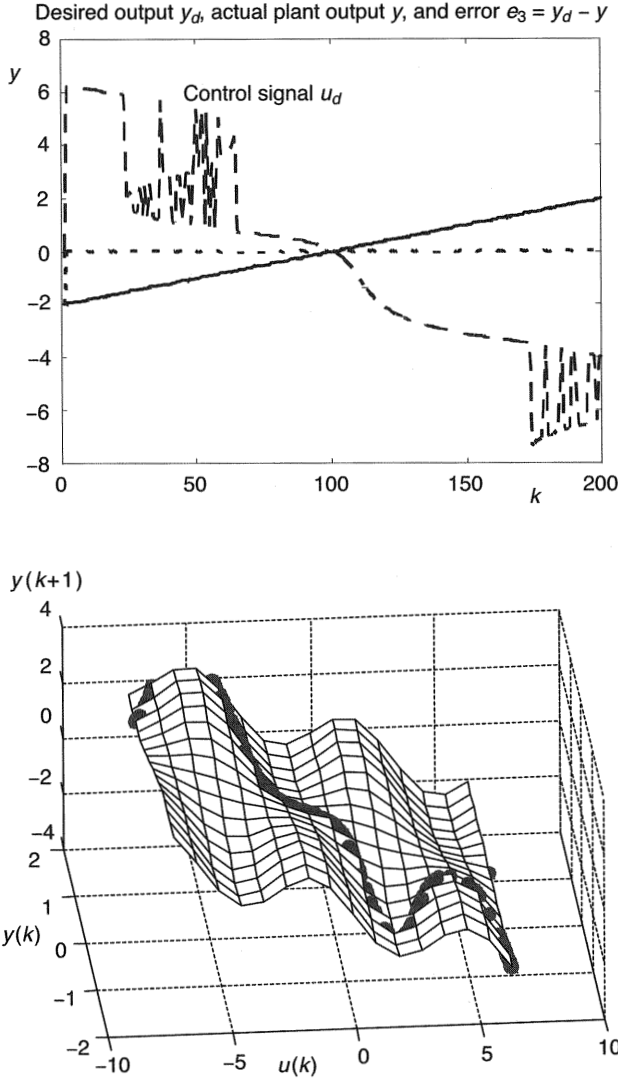 Desired output y_d, actual plant output y, and error e_3 = y_d − y
8
y
6
Control signal u_d
4
2
0
−2
−4
−6
−8
0 50 100 150 200
k
y(k+1)
4
2
0
−2
−4
2
1
y(k)
0
−1
−2
−10 −5 u(k) 0 5 10